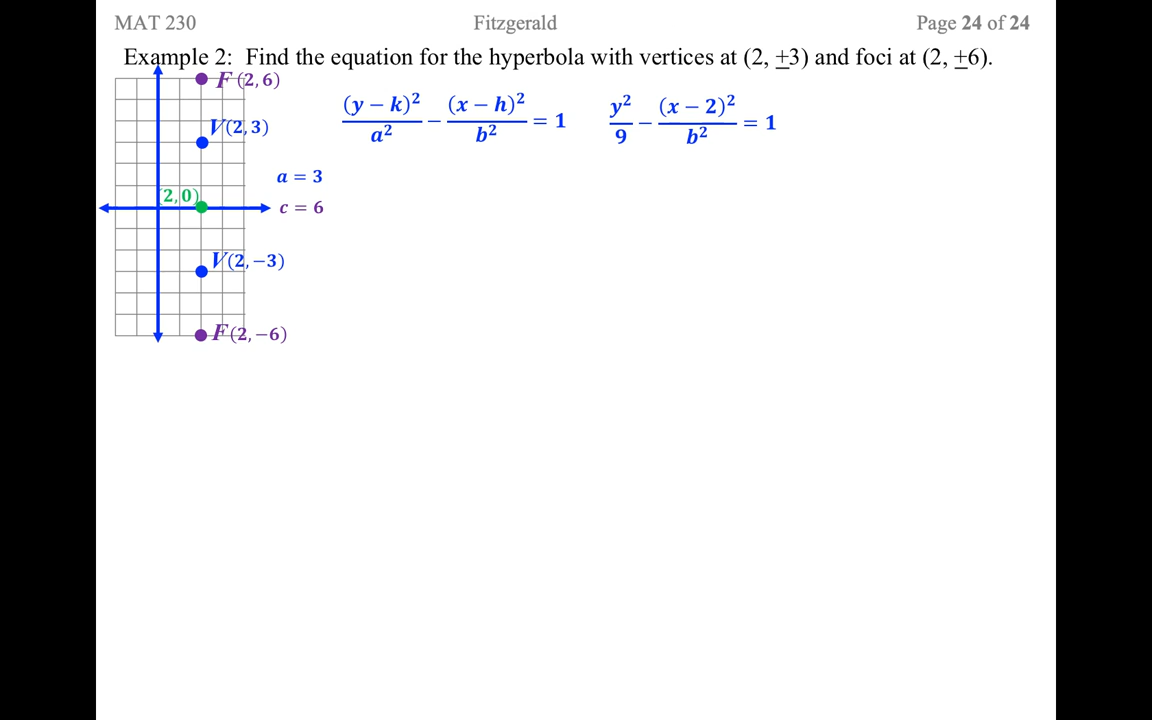 MAT 230 Fitzgerald Page 24 of 24
Example 2: Find the equation for the hyperbola with vertices at (2, ±3) and foci at (2, ±6).
F(2,6)
(y − k)²/a² − (x − h)²/b² = 1 y²/9 − (x − 2)²/b² = 1
V(2,3)
a = 3
(2,0)
c = 6
V(2,−3)
F(2,−6)